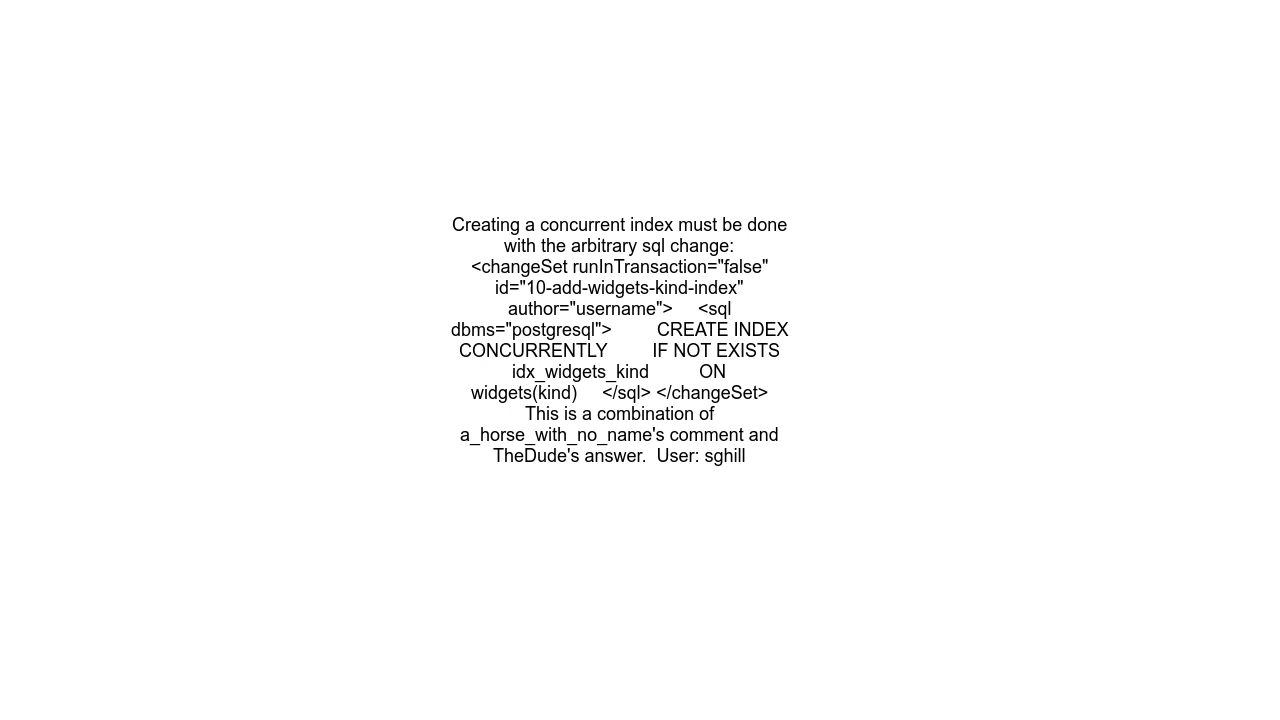 Creating a concurrent index must be done
with the arbitrary sql change:
<changeSet runInTransaction="false"
id="10-add-widgets-kind-index"
author="username">     <sql
dbms="postgresql">         CREATE INDEX
CONCURRENTLY         IF NOT EXISTS
idx_widgets_kind          ON
widgets(kind)     </sql> </changeSet>
This is a combination of
a_horse_with_no_name's comment and
TheDude's answer.  User: sghill